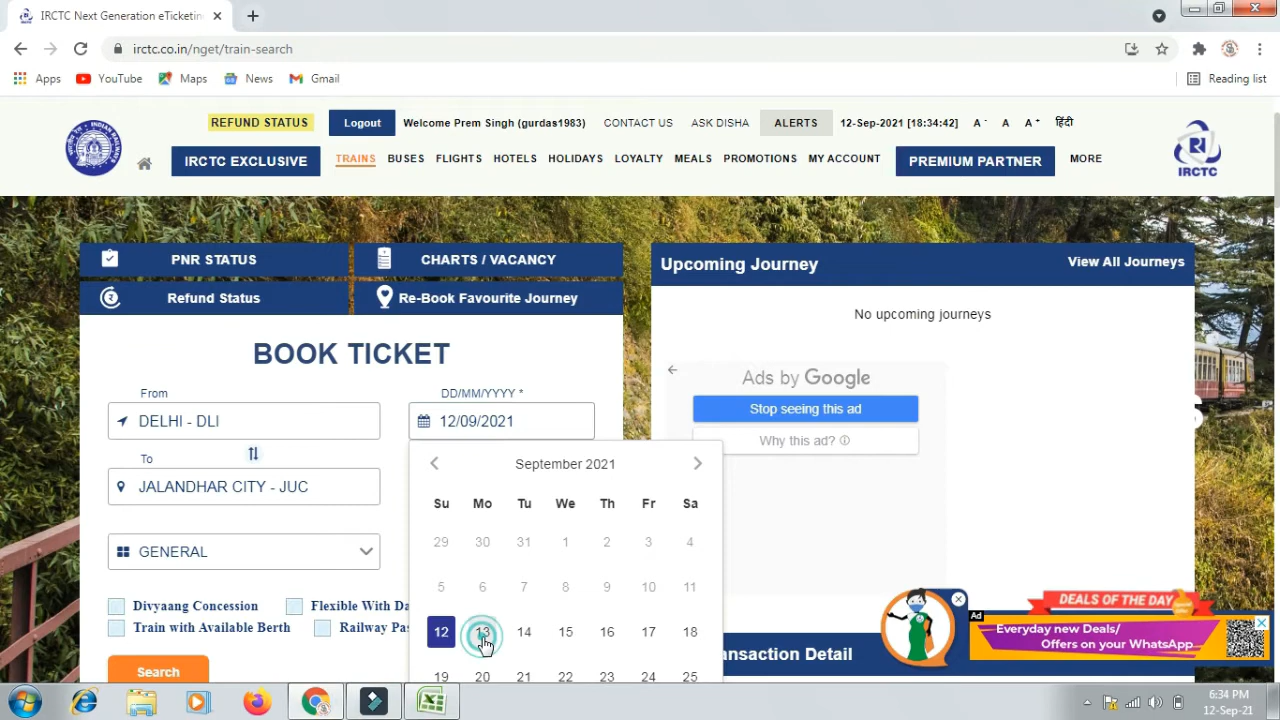 IRCTC Next Generation eTicketin
irctc.co.in/nget/train-search
Apps YouTube Maps News Gmail Reading list
REFUND STATUS Logout Welcome Prem Singh (gurdas1983) CONTACT US ASK DISHA ALERTS 12-Sep-2021 [18:34:42] A - A A + हिंदी
IRCTC EXCLUSIVE TRAINS BUSES FLIGHTS HOTELS HOLIDAYS LOYALTY MEALS PROMOTIONS MY ACCOUNT PREMIUM PARTNER MORE
IRCTC
PNR STATUS CHARTS / VACANCY
Refund Status Re-Book Favourite Journey
BOOK TICKET
From DD/MM/YYYY *
DELHI - DLI 12/09/2021
To
JALANDHAR CITY - JUC
GENERAL
Divyaang Concession Flexible With Da
Train with Available Berth Railway Pas
Search
September 2021
Su Mo Tu We Th Fr Sa
29 30 31 1 2 3 4
5 6 7 8 9 10 11
12 13 14 15 16 17 18
19 20 21 22 23 24 25
Upcoming Journey View All Journeys
No upcoming journeys
Ads by Google
Stop seeing this ad
Why this ad?
S
ansaction Detail
Ad
DEALS OF THE DAY
Everyday new Deals/
Offers on your WhatsApp
6:34 PM
12-Sep-21